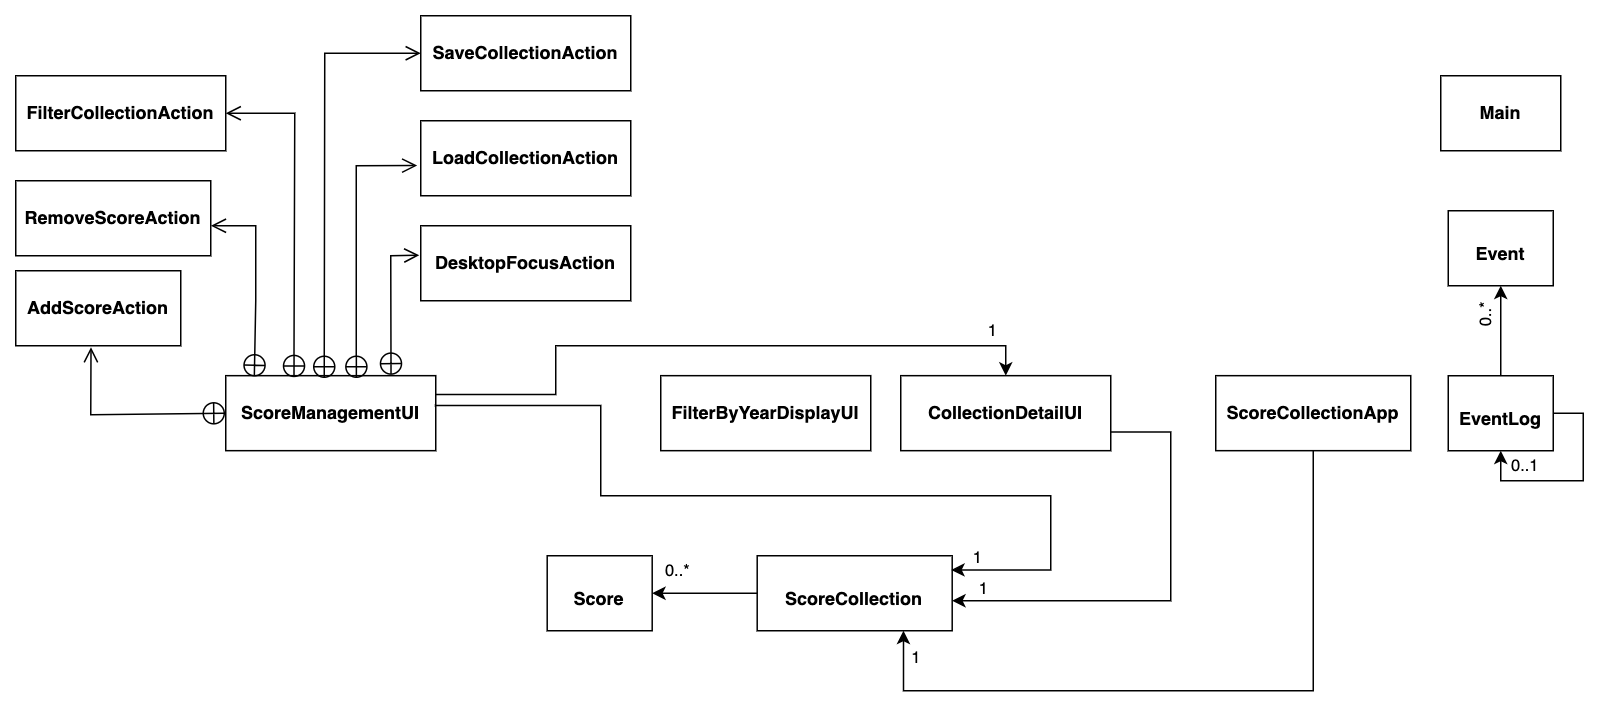 SaveCollectionAction
FilterCollectionAction
Main
LoadCollectionAction
RemoveScoreAction
DesktopFocusAction
Event
AddScoreAction
0..*
1
ScoreManagementUI
FilterByYearDisplayUI
CollectionDetailUI
ScoreCollectionApp
EventLog
0..1
1
0..*
1
Score
ScoreCollection
1